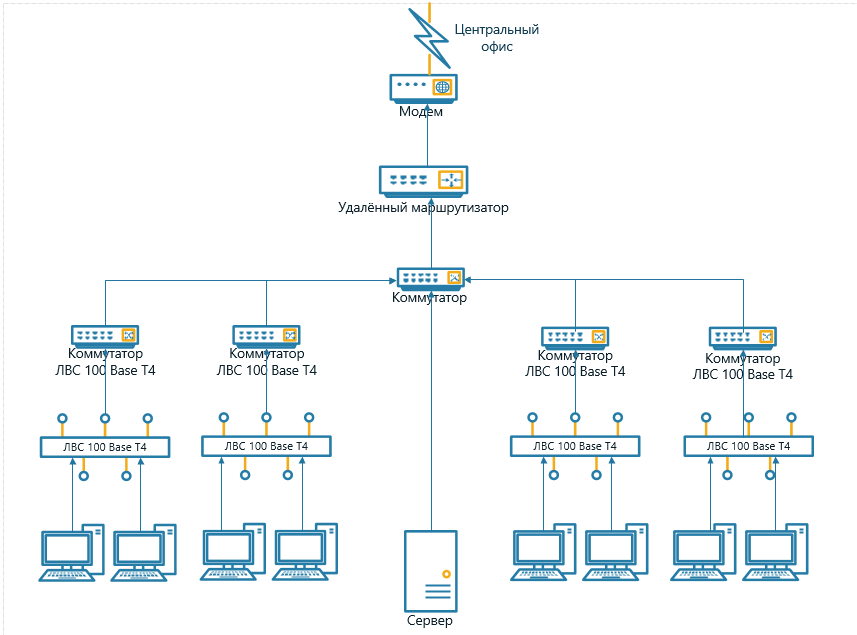 Центральный
офис
Модем
Удалённый маршрутизатор
Коммутатор
Коммутатор
ЛВС 100 Base T4
Коммутатор
ЛВС 100 Base T4
Коммутатор
ЛВС 100 Base T4
Коммутатор
ЛВС 100 Base T4
ЛВС 100 Base T4
ЛВС 100 Base T4
ЛВС 100 Base T4
ЛВС 100 Base T4
Сервер